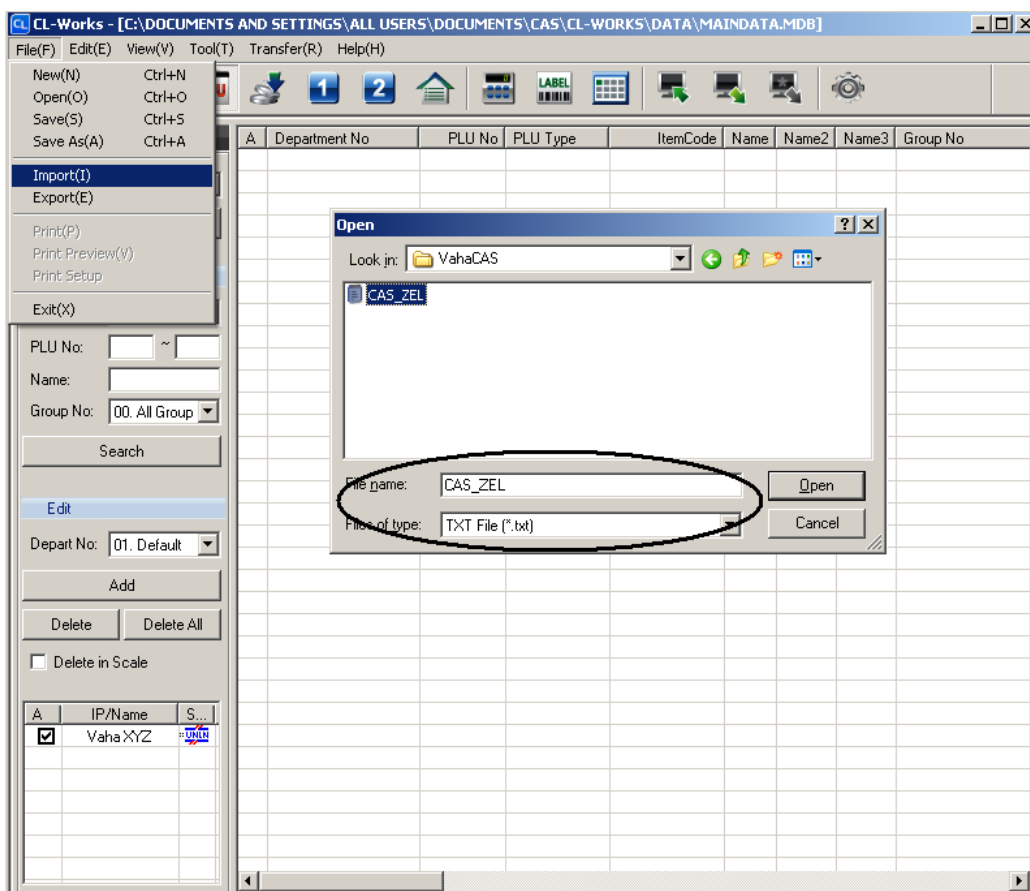 CL-Works - [C:\DOCUMENTS AND SETTINGS\ALL USERS\DOCUMENTS\CAS\CL-WORKS\DATA\MAINDATA.MDB]
File(F) Edit(E) View(V) Tool(T) Transfer(R) Help(H)
New(N) Ctrl+N
Open(O) Ctrl+O
Save(S) Ctrl+S
Save As(A) Ctrl+A
Import(I)
Export(E)
Print(P)
Print Preview(V)
Print Setup
Exit(X)
1 2 LABEL
A Department No PLU No PLU Type ItemCode Name Name2 Name3 Group No
Open
Look in: VahaCAS
CAS_ZEL
File name: CAS_ZEL Open
Files of type: TXT File (*.txt) Cancel
PLU No: ~
Name:
Group No: 00. All Group
Search
Edit
Depart No: 01. Default
Add
Delete Delete All
Delete in Scale
A IP/Name S...
Vaha XYZ UNLN